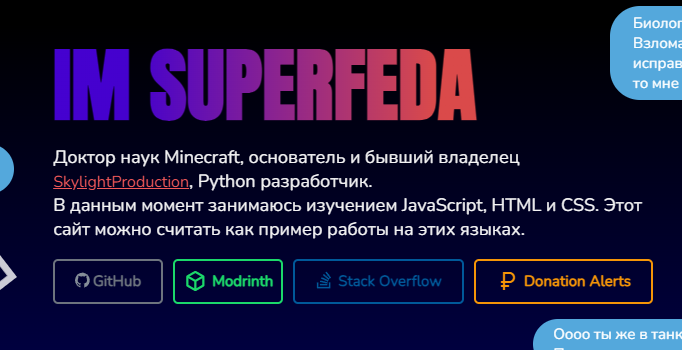 Биолог
Взлома
исправ
то мне
IM SUPERFEDA
Доктор наук Minecraft, основатель и бывший владелец
SkylightProduction, Python разработчик.
В данным момент занимаюсь изучением JavaScript, HTML и CSS. Этот
сайт можно считать как пример работы на этих языках.
GitHub
Modrinth
Stack Overflow
Donation Alerts
Оооо ты же в танк